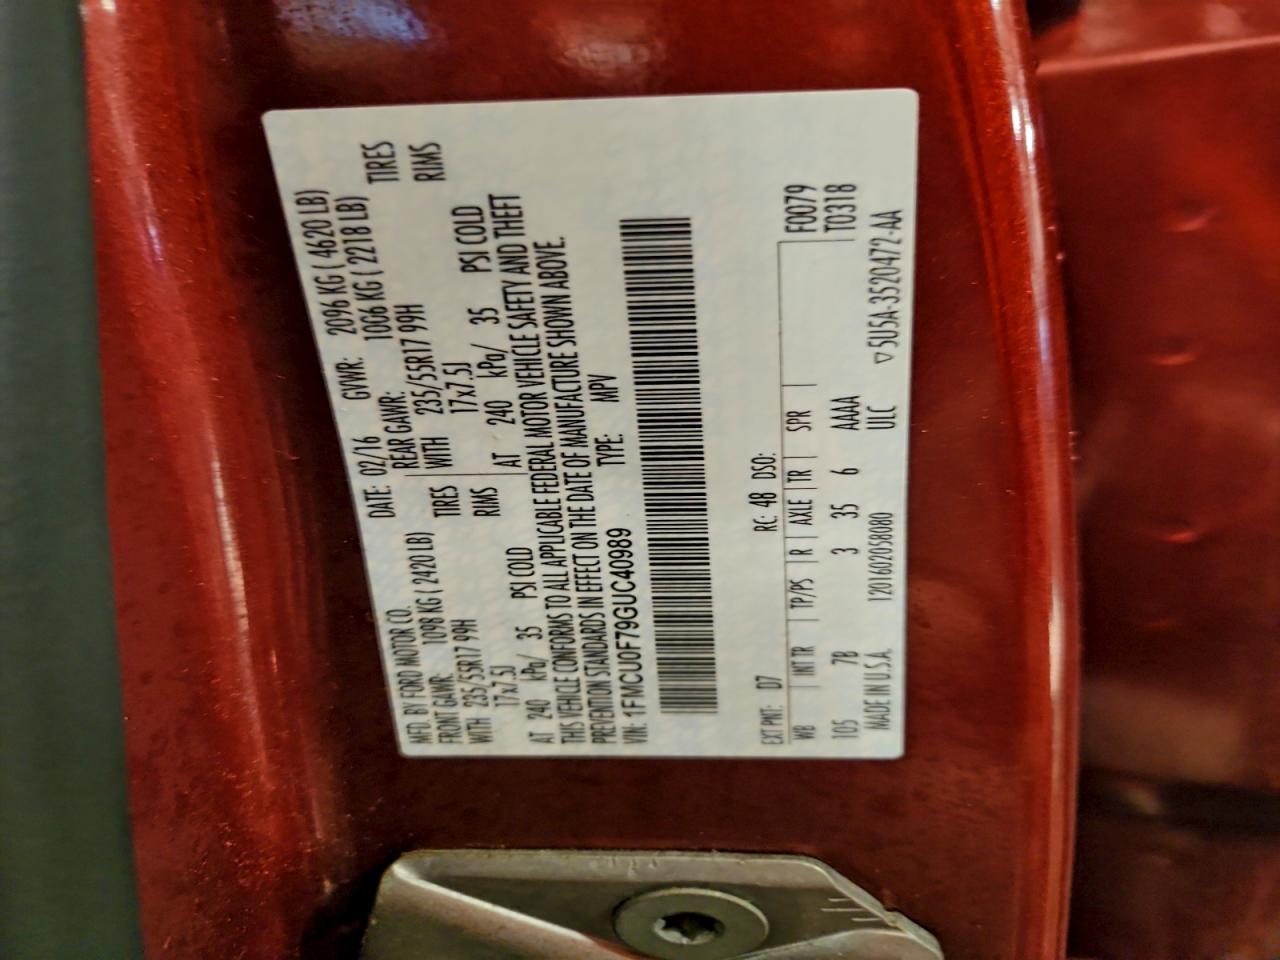 MFD. BY FORD MOTOR CO. DATE: 02/16 GVWR: 2096 KG ( 4620 LB)
FRONT GAWR: 1098 KG ( 2420 LB) REAR GAWR: 1006 KG ( 2218 LB)
WITH 235/55R17 99H TIRES WITH 235/55R17 99H TIRES
17x7.5J RIMS 17x7.5J RIMS
AT 240 kPa/ 35 PSI COLD AT 240 kPa/ 35 PSI COLD
THIS VEHICLE CONFORMS TO ALL APPLICABLE FEDERAL MOTOR VEHICLE SAFETY AND THEFT
PREVENTION STANDARDS IN EFFECT ON THE DATE OF MANUFACTURE SHOWN ABOVE.
VIN: 1FMCU0F79GUC40989 TYPE: MPV
EXT PNT: D7 RC: 48 DSO: F0079
WB INT TR TP/PS R AXLE TR SPR T0318
105 7B 3 35 6 AAAA
MADE IN U.S.A. 1201602058080 ULC ▽5U5A-3520472-AA